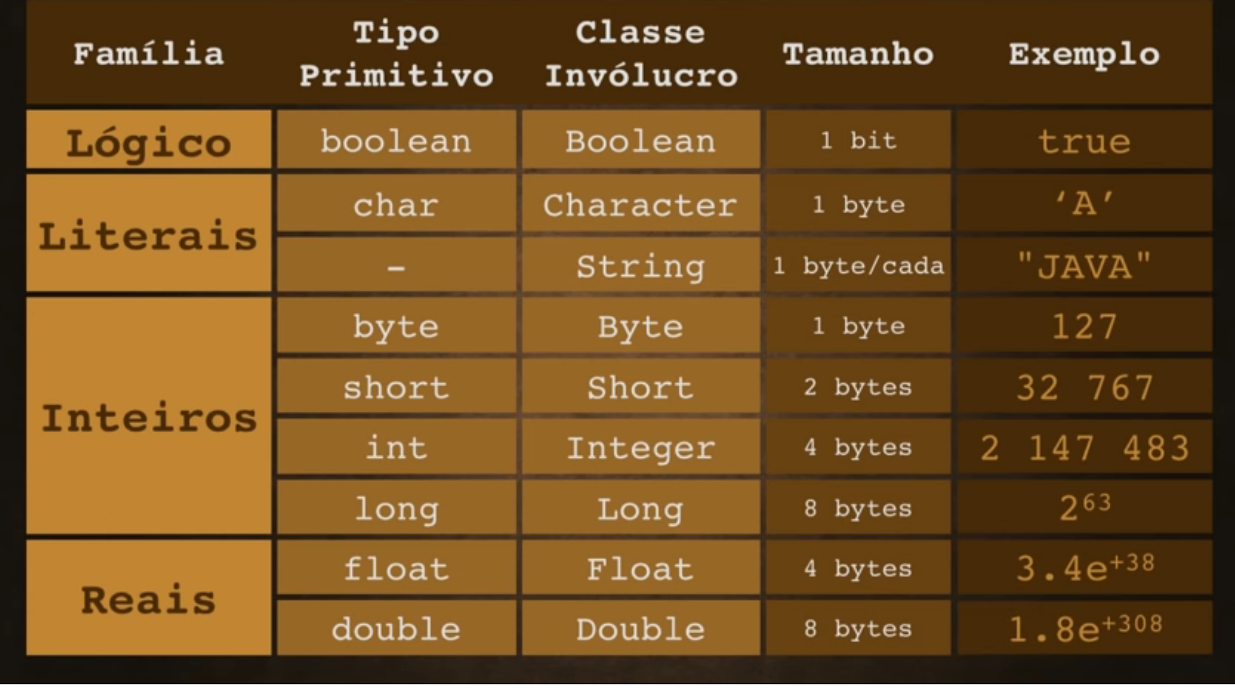 Família Tipo Primitivo Classe Invólucro Tamanho Exemplo
Lógico boolean Boolean 1 bit true
Literais char Character 1 byte ‘A’
– String 1 byte/cada "JAVA"
Inteiros byte Byte 1 byte 127
short Short 2 bytes 32 767
int Integer 4 bytes 2 147 483
long Long 8 bytes 2⁶³
Reais float Float 4 bytes 3.4e⁺³⁸
double Double 8 bytes 1.8e⁺³⁰⁸